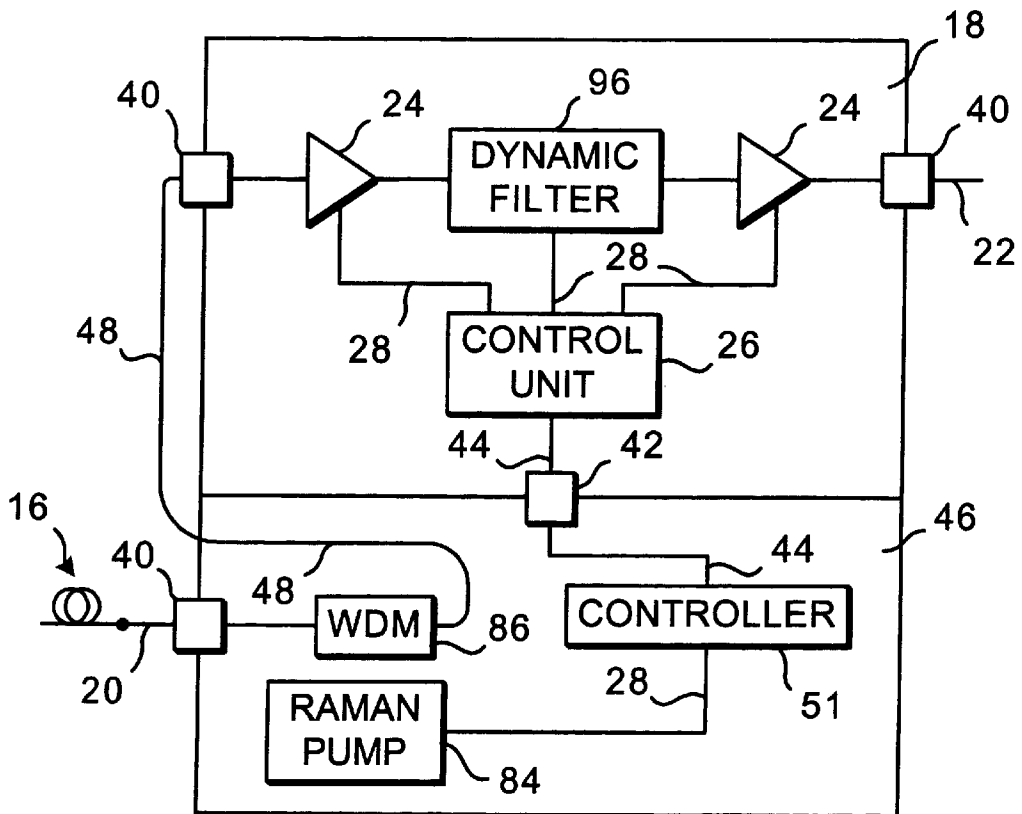 18
40
24
96
24
40
DYNAMIC
FILTER
22
28
28
48
CONTROL
UNIT
26
44
42
16
46
40
48
44
WDM
CONTROLLER
86
20
28
51
RAMAN
PUMP
84